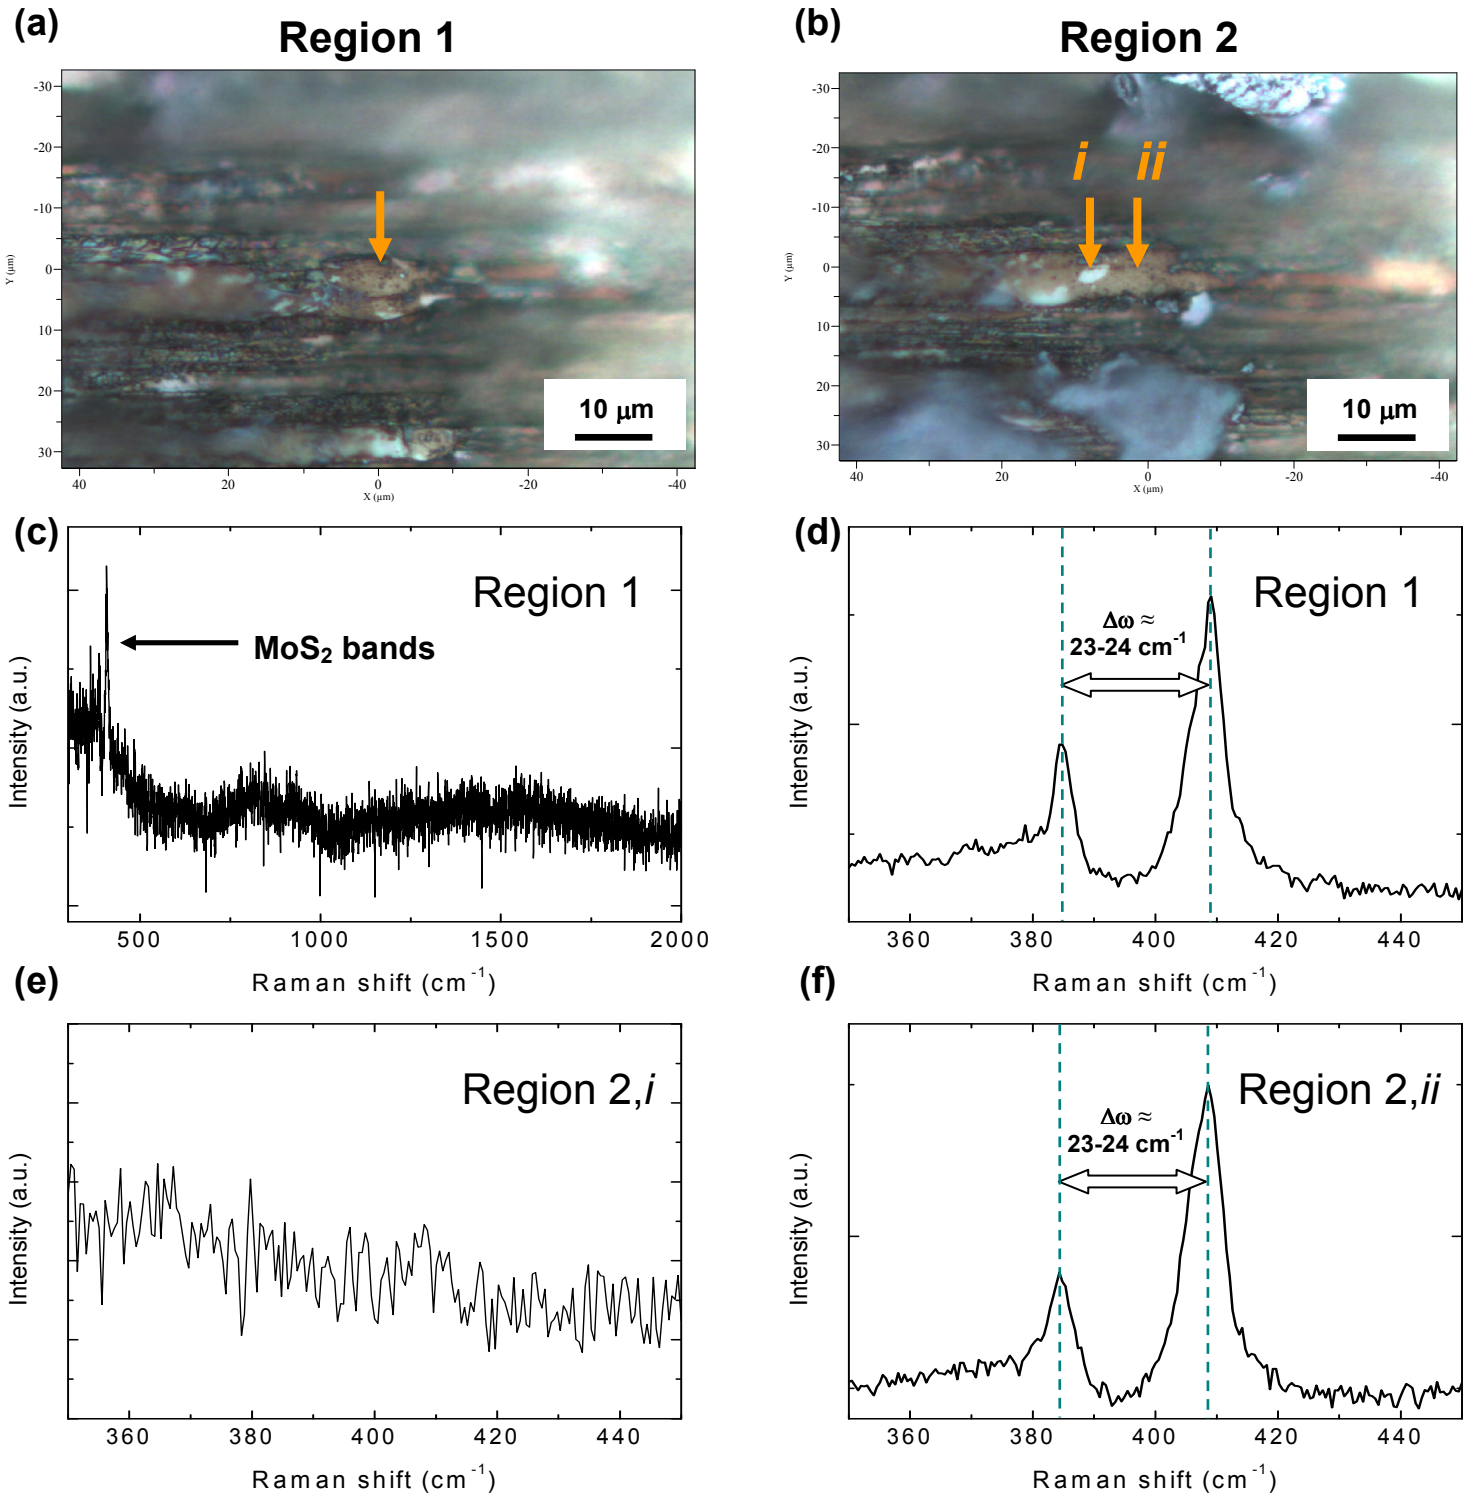 (a)
Region 1
-30
-20
-10
0
10
20
30
Y (µm)
40
20
0
-20
-40
X (µm)
10 µm
(b)
Region 2
i
ii
-30
-20
-10
0
10
20
30
Y (µm)
40
20
0
-20
-40
X (µm)
10 µm
(c)
Region 1
MoS₂ bands
Intensity (a.u.)
500
1000
1500
2000
Raman shift (cm⁻¹)
(d)
Region 1
Δω ≈
23-24 cm⁻¹
Intensity (a.u.)
360
380
400
420
440
Raman shift (cm⁻¹)
(e)
Region 2,i
Intensity (a.u.)
360
380
400
420
440
Raman shift (cm⁻¹)
(f)
Region 2,ii
Δω ≈
23-24 cm⁻¹
Intensity (a.u.)
360
380
400
420
440
Raman shift (cm⁻¹)